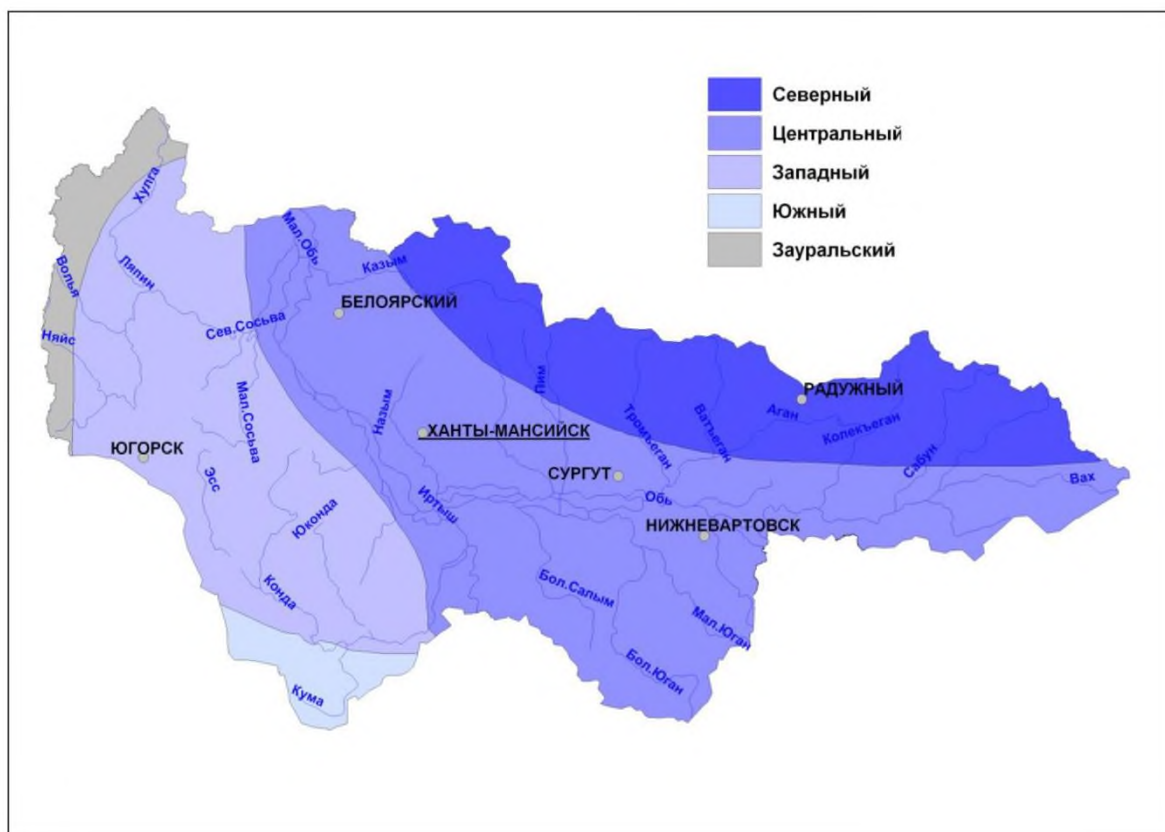 Северный
Центральный
Западный
Южный
Зауральский
Хулга
Мал.Обь
Казым
Волья
Ляпин
БЕЛОЯРСКИЙ
Сев.Сосьва
Няйс
Пим
РАДУЖНЫЙ
Мал.Сосьва
Назым
Тромъеган
Ватъеган
Аган
Колекъеган
ХАНТЫ-МАНСИЙСК
ЮГОРСК
Сабун
СУРГУТ
Эсс
Вах
Иртыш
Обь
Юконда
НИЖНЕВАРТОВСК
Конда
Бол.Салым
Мал.Юган
Бол.Юган
Кума